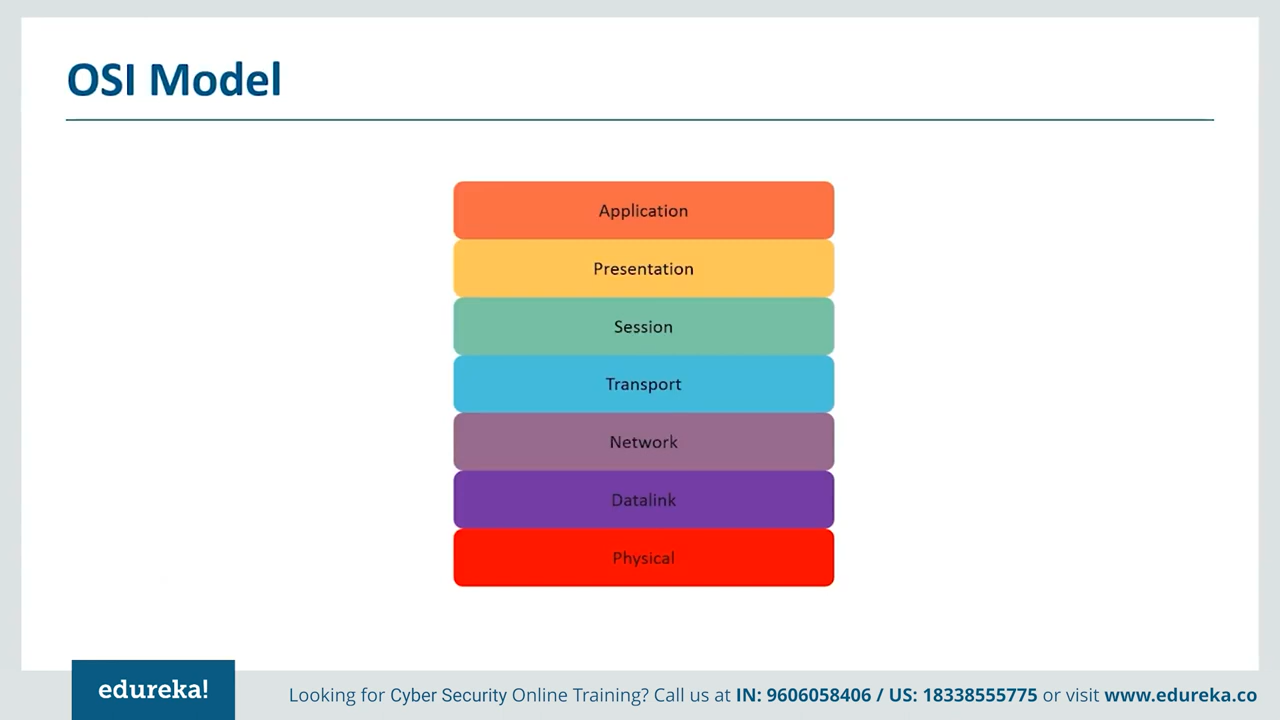 OSI Model
Application
Presentation
Session
Transport
Network
Datalink
Physical
edureka!
Looking for Cyber Security Online Training? Call us at IN: 9606058406 / US: 18338555775 or visit www.edureka.co